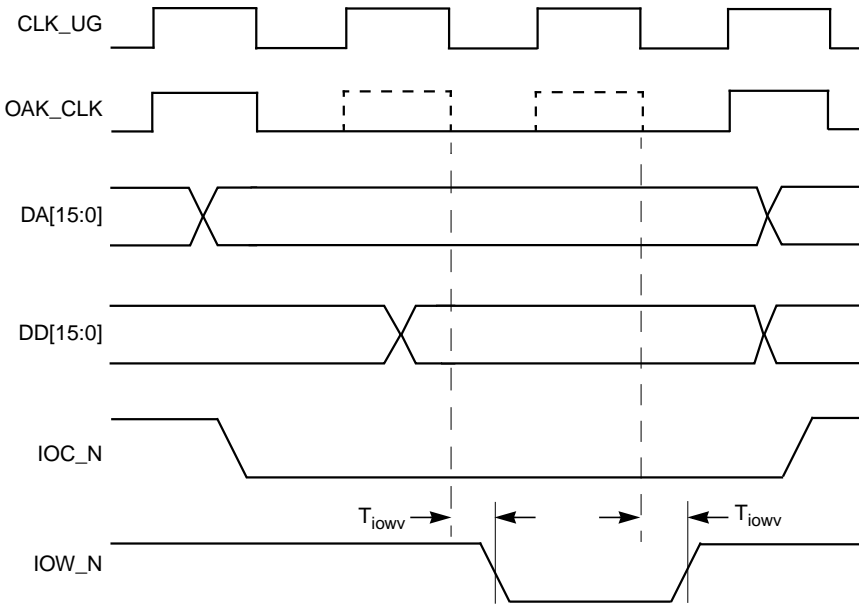 CLK_UG
OAK_CLK
DA[15:0]
DD[15:0]
IOC_N
Tiowv
Tiowv
IOW_N